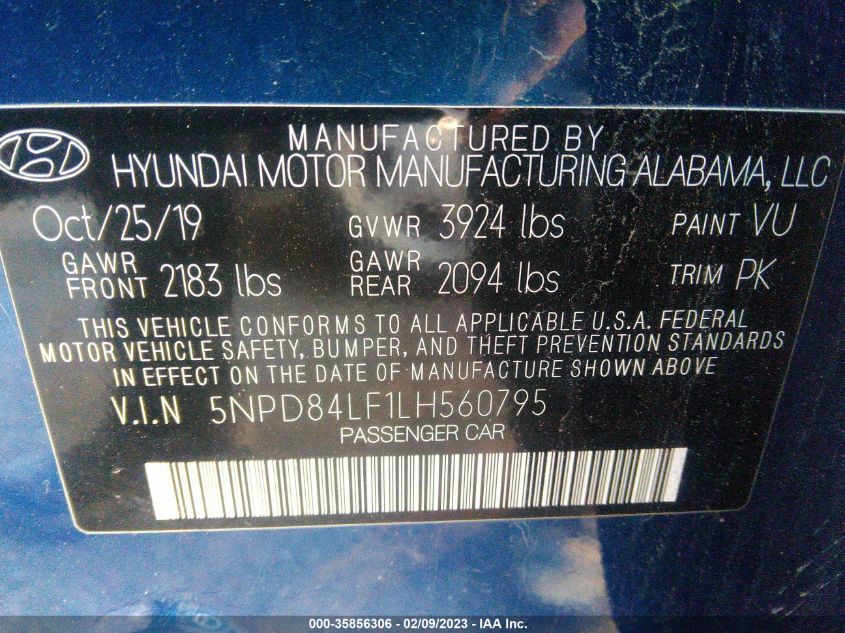 MANUFACTURED BY
HYUNDAI MOTOR MANUFACTURING ALABAMA, LLC
Oct/25/19 GVWR 3924 lbs PAINT VU
GAWR FRONT 2183 lbs GAWR REAR 2094 lbs TRIM PK
THIS VEHICLE CONFORMS TO ALL APPLICABLE U.S.A. FEDERAL
MOTOR VEHICLE SAFETY, BUMPER, AND THEFT PREVENTION STANDARDS
IN EFFECT ON THE DATE OF MANUFACTURE SHOWN ABOVE
V.I.N 5NPD84LF1LH560795
PASSENGER CAR
000-35856306 - 02/09/2023 - IAA Inc.